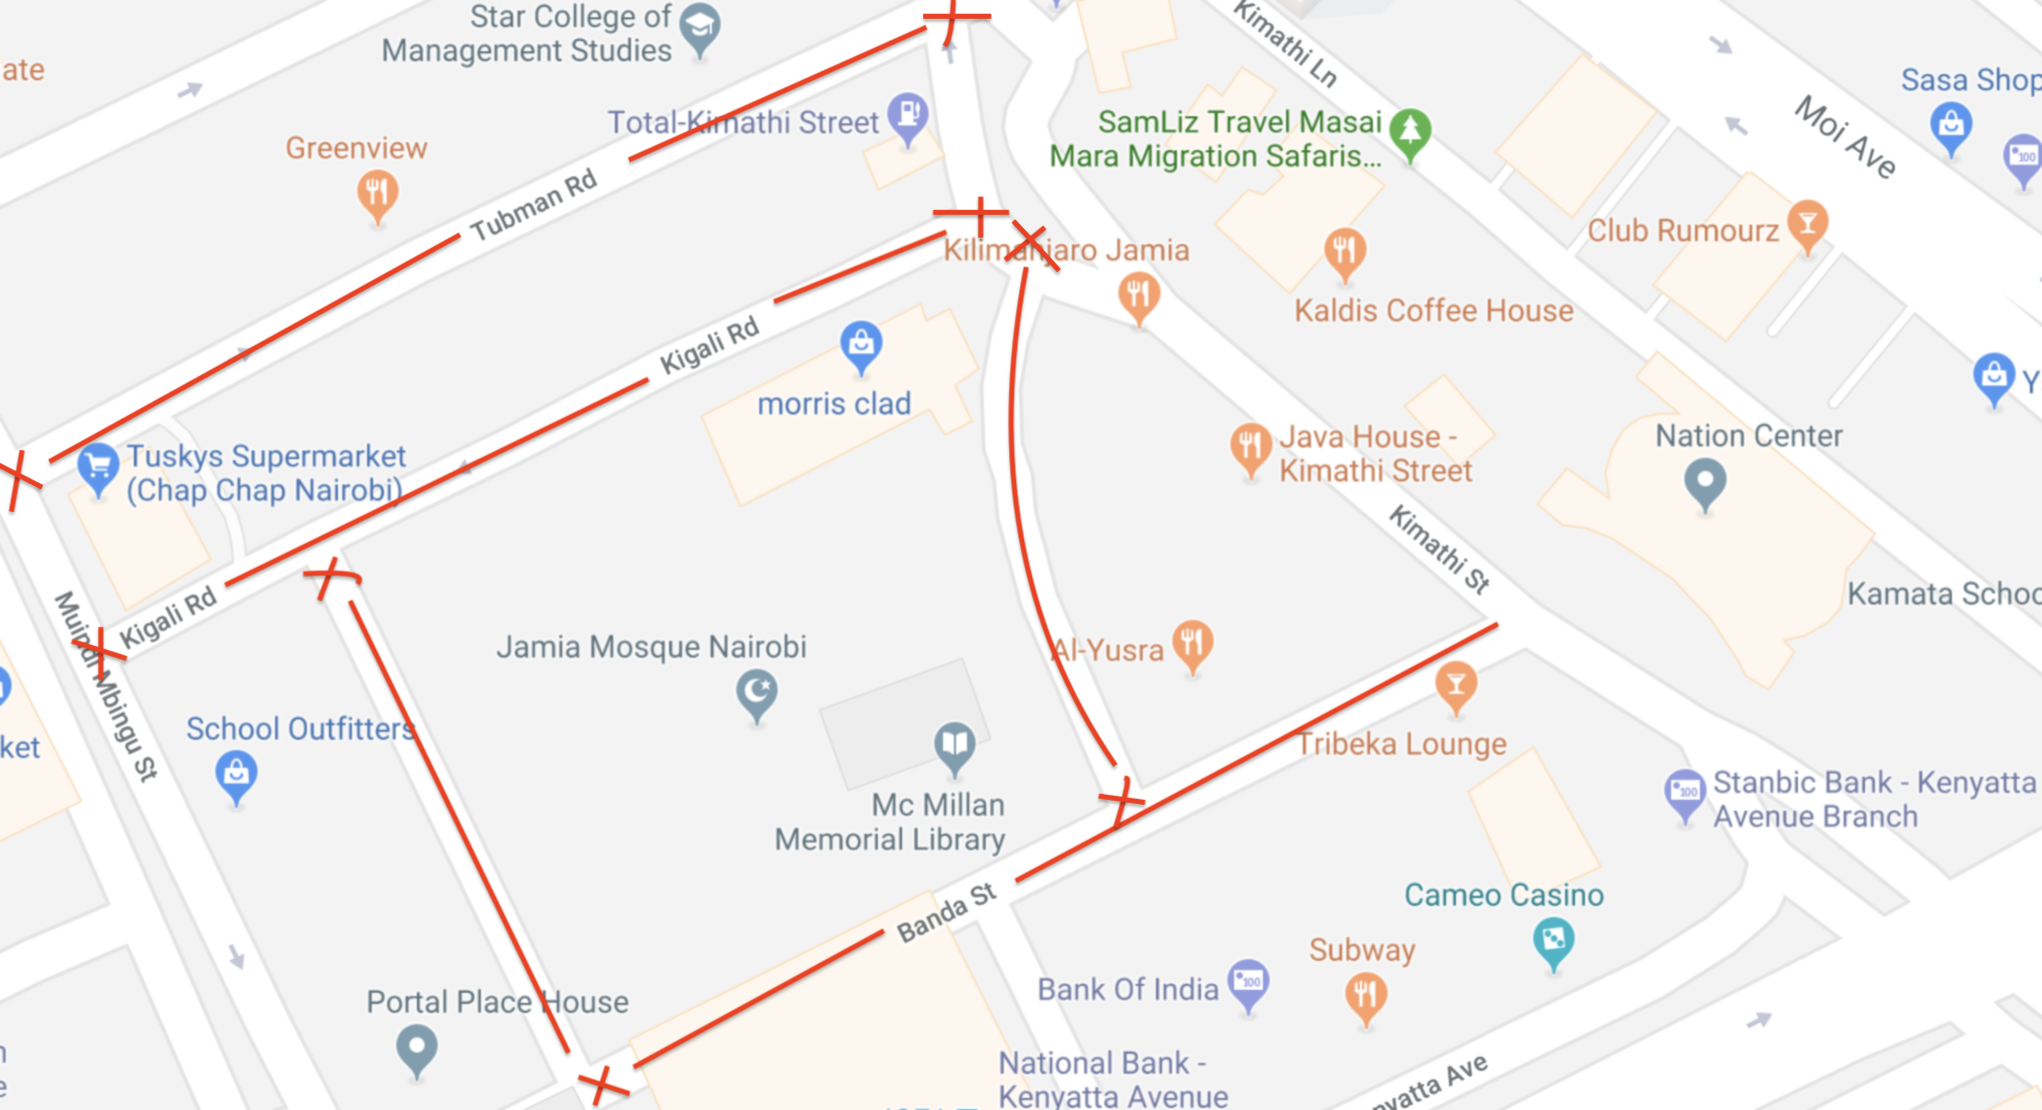 Star College of
Management Studies
ate
Greenview
Total-Kimathi Street
Tubman Rd
Kimathi Ln
Moi Ave
Sasa Shop
SamLiz Travel Masai
Mara Migration Safaris...
Club Rumourz
Kilimanjaro Jamia
Kaldis Coffee House
Kigali Rd
morris clad
Y
Tuskys Supermarket
(Chap Chap Nairobi)
Java House -
Kimathi Street
Nation Center
Kimathi St
Kamata Schoo
Kigali Rd
Muindi Mbingu St
Jamia Mosque Nairobi
Al-Yusra
School Outfitters
ket
Tribeka Lounge
Mc Millan
Memorial Library
Stanbic Bank - Kenyatta
Avenue Branch
Banda St
Cameo Casino
Subway
Bank Of India
Portal Place House
National Bank -
Kenyatta Avenue
nyatta Ave